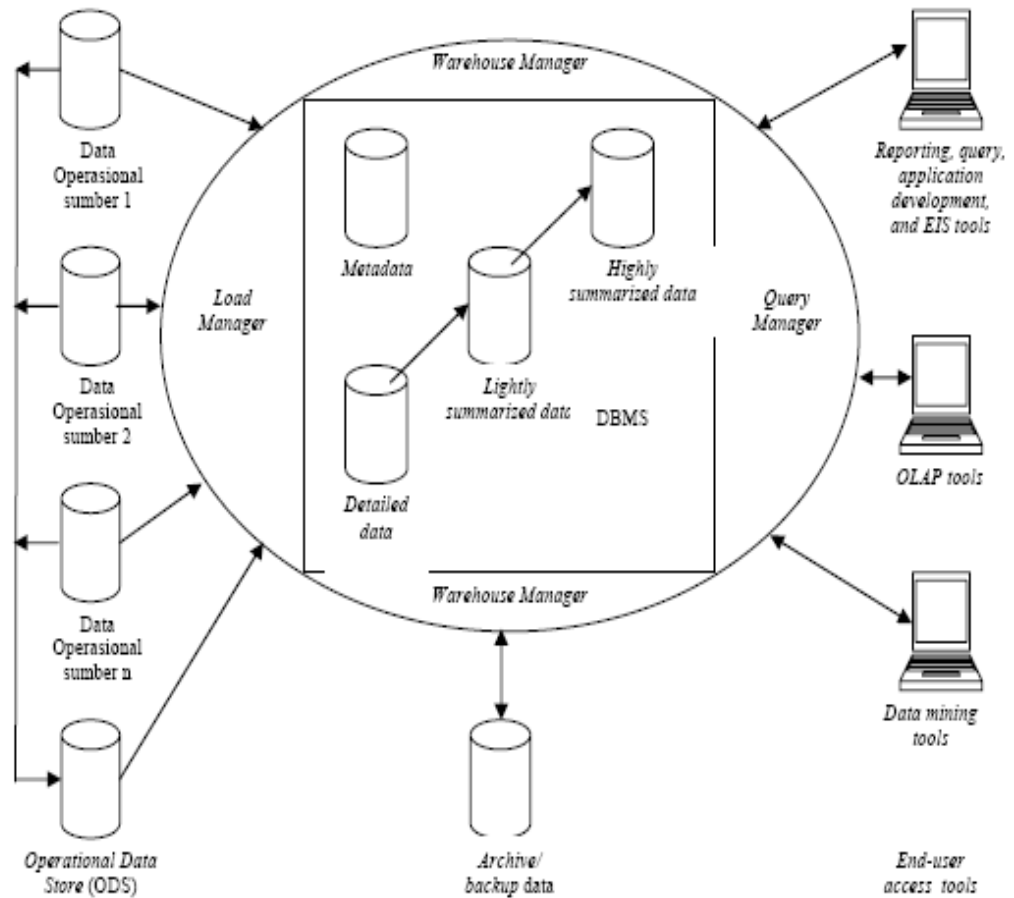 Warehouse Manager
Data
Operasional
sumber 1
Reporting, query,
application
development,
and EIS tools
Metadata
Highly
summarized data
Load
Manager
Query
Manager
Data
Operasional
sumber 2
Lightly
summarized data
DBMS
OLAP tools
Detailed
data
Warehouse Manager
Data
Operasional
sumber n
Data mining
tools
Operational Data
Store (ODS)
Archive/
backup data
End-user
access tools